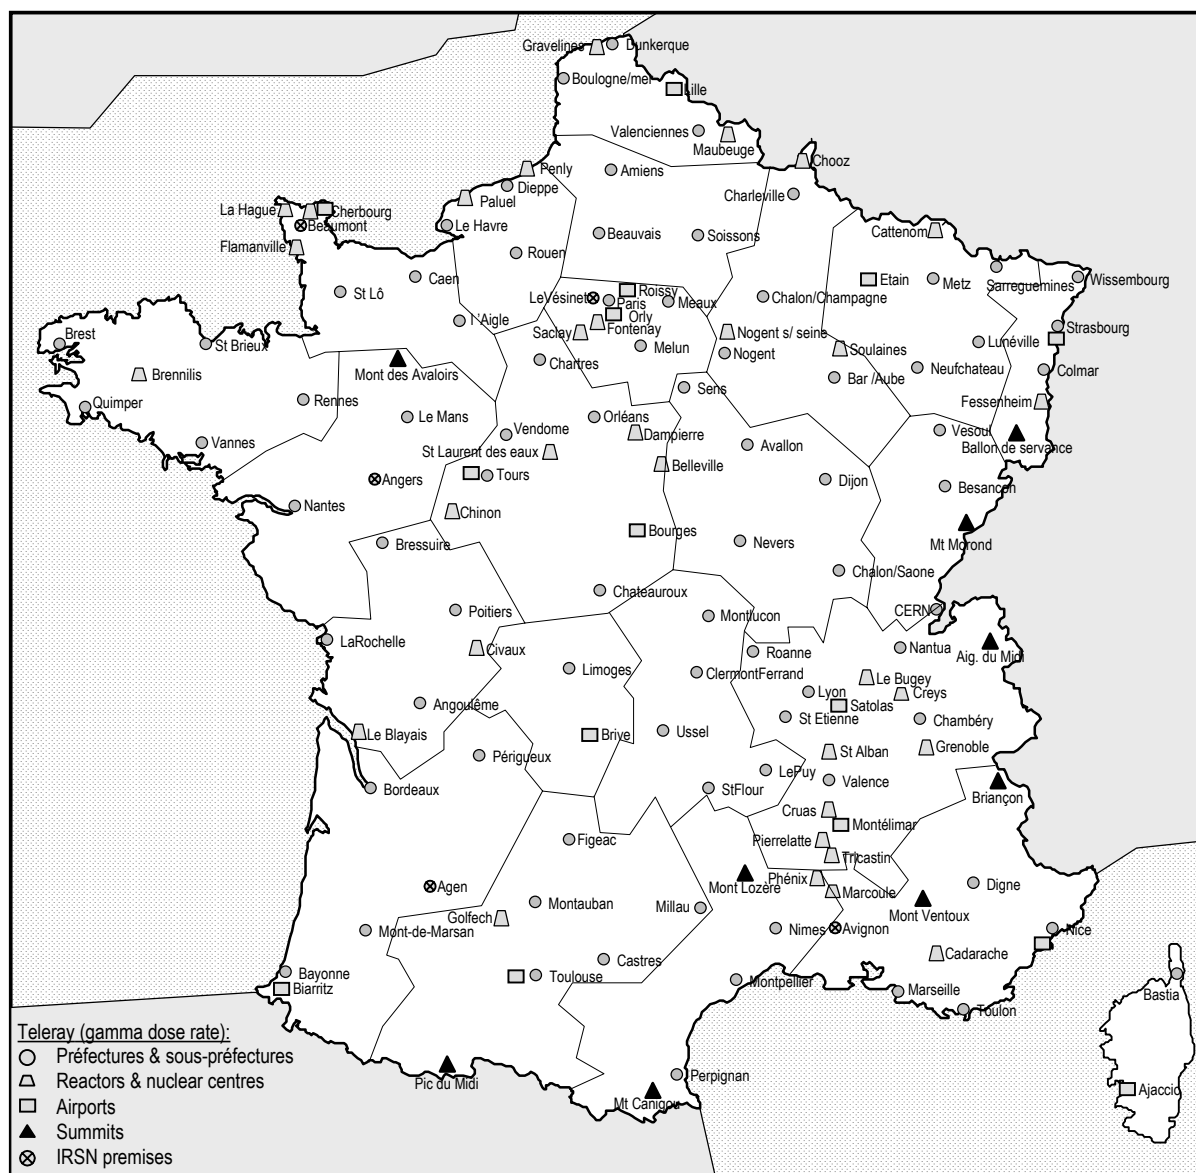 Gravelines
Dunkerque
Boulogne/mer
Lille
Valenciennes
Maubeuge
Chooz
Penly
Amiens
Dieppe
Charleville
Paluel
La Hague
Cherbourg
Beaumont
Le Havre
Beauvais
Soissons
Cattenom
Flamanville
Rouen
Caen
Etain
Metz
Sarreguemines
Wissembourg
St Lô
LeVésinet
Roissy
Paris
Meaux
Chalon/Champagne
Orly
l'Aigle
Fontenay
Saclay
Nogent s/ seine
Strasbourg
Brest
St Brieux
Melun
Nogent
Soulaines
Lunéville
Mont des Avaloirs
Chartres
Neufchateau
Colmar
Brennilis
Bar /Aube
Sens
Quimper
Rennes
Fessenheim
Le Mans
Orléans
Vendome
Dampierre
Avallon
Vesoul
Vannes
St Laurent des eaux
Ballon de servance
Belleville
Angers
Tours
Dijon
Besançon
Nantes
Chinon
Bourges
Mt Morond
Bressuire
Nevers
Chalon/Saone
Chateauroux
CERN
Poitiers
Montlucon
LaRochelle
Civaux
Roanne
Nantua
Aig. du Midi
Limoges
ClermontFerrand
Le Bugey
Lyon
Creys
Angoulême
Satolas
St Etienne
Chambéry
Le Blayais
Brive
Ussel
St Alban
Grenoble
Périgueux
LePuy
Valence
Bordeaux
StFlour
Briançon
Cruas
Montélimar
Figeac
Pierrelatte
Tricastin
Agen
Mont Lozère
Phénix
Marcoule
Digne
Montauban
Millau
Mont Ventoux
Golfech
Mont-de-Marsan
Nimes
Avignon
Nice
Castres
Cadarache
Bayonne
Toulouse
Montpellier
Biarritz
Marseille
Bastia
Toulon
Teleray (gamma dose rate):
Préfectures & sous-préfectures
Reactors & nuclear centres
Airports
Summits
IRSN premises
Pic du Midi
Perpignan
Mt Canigou
Ajaccio